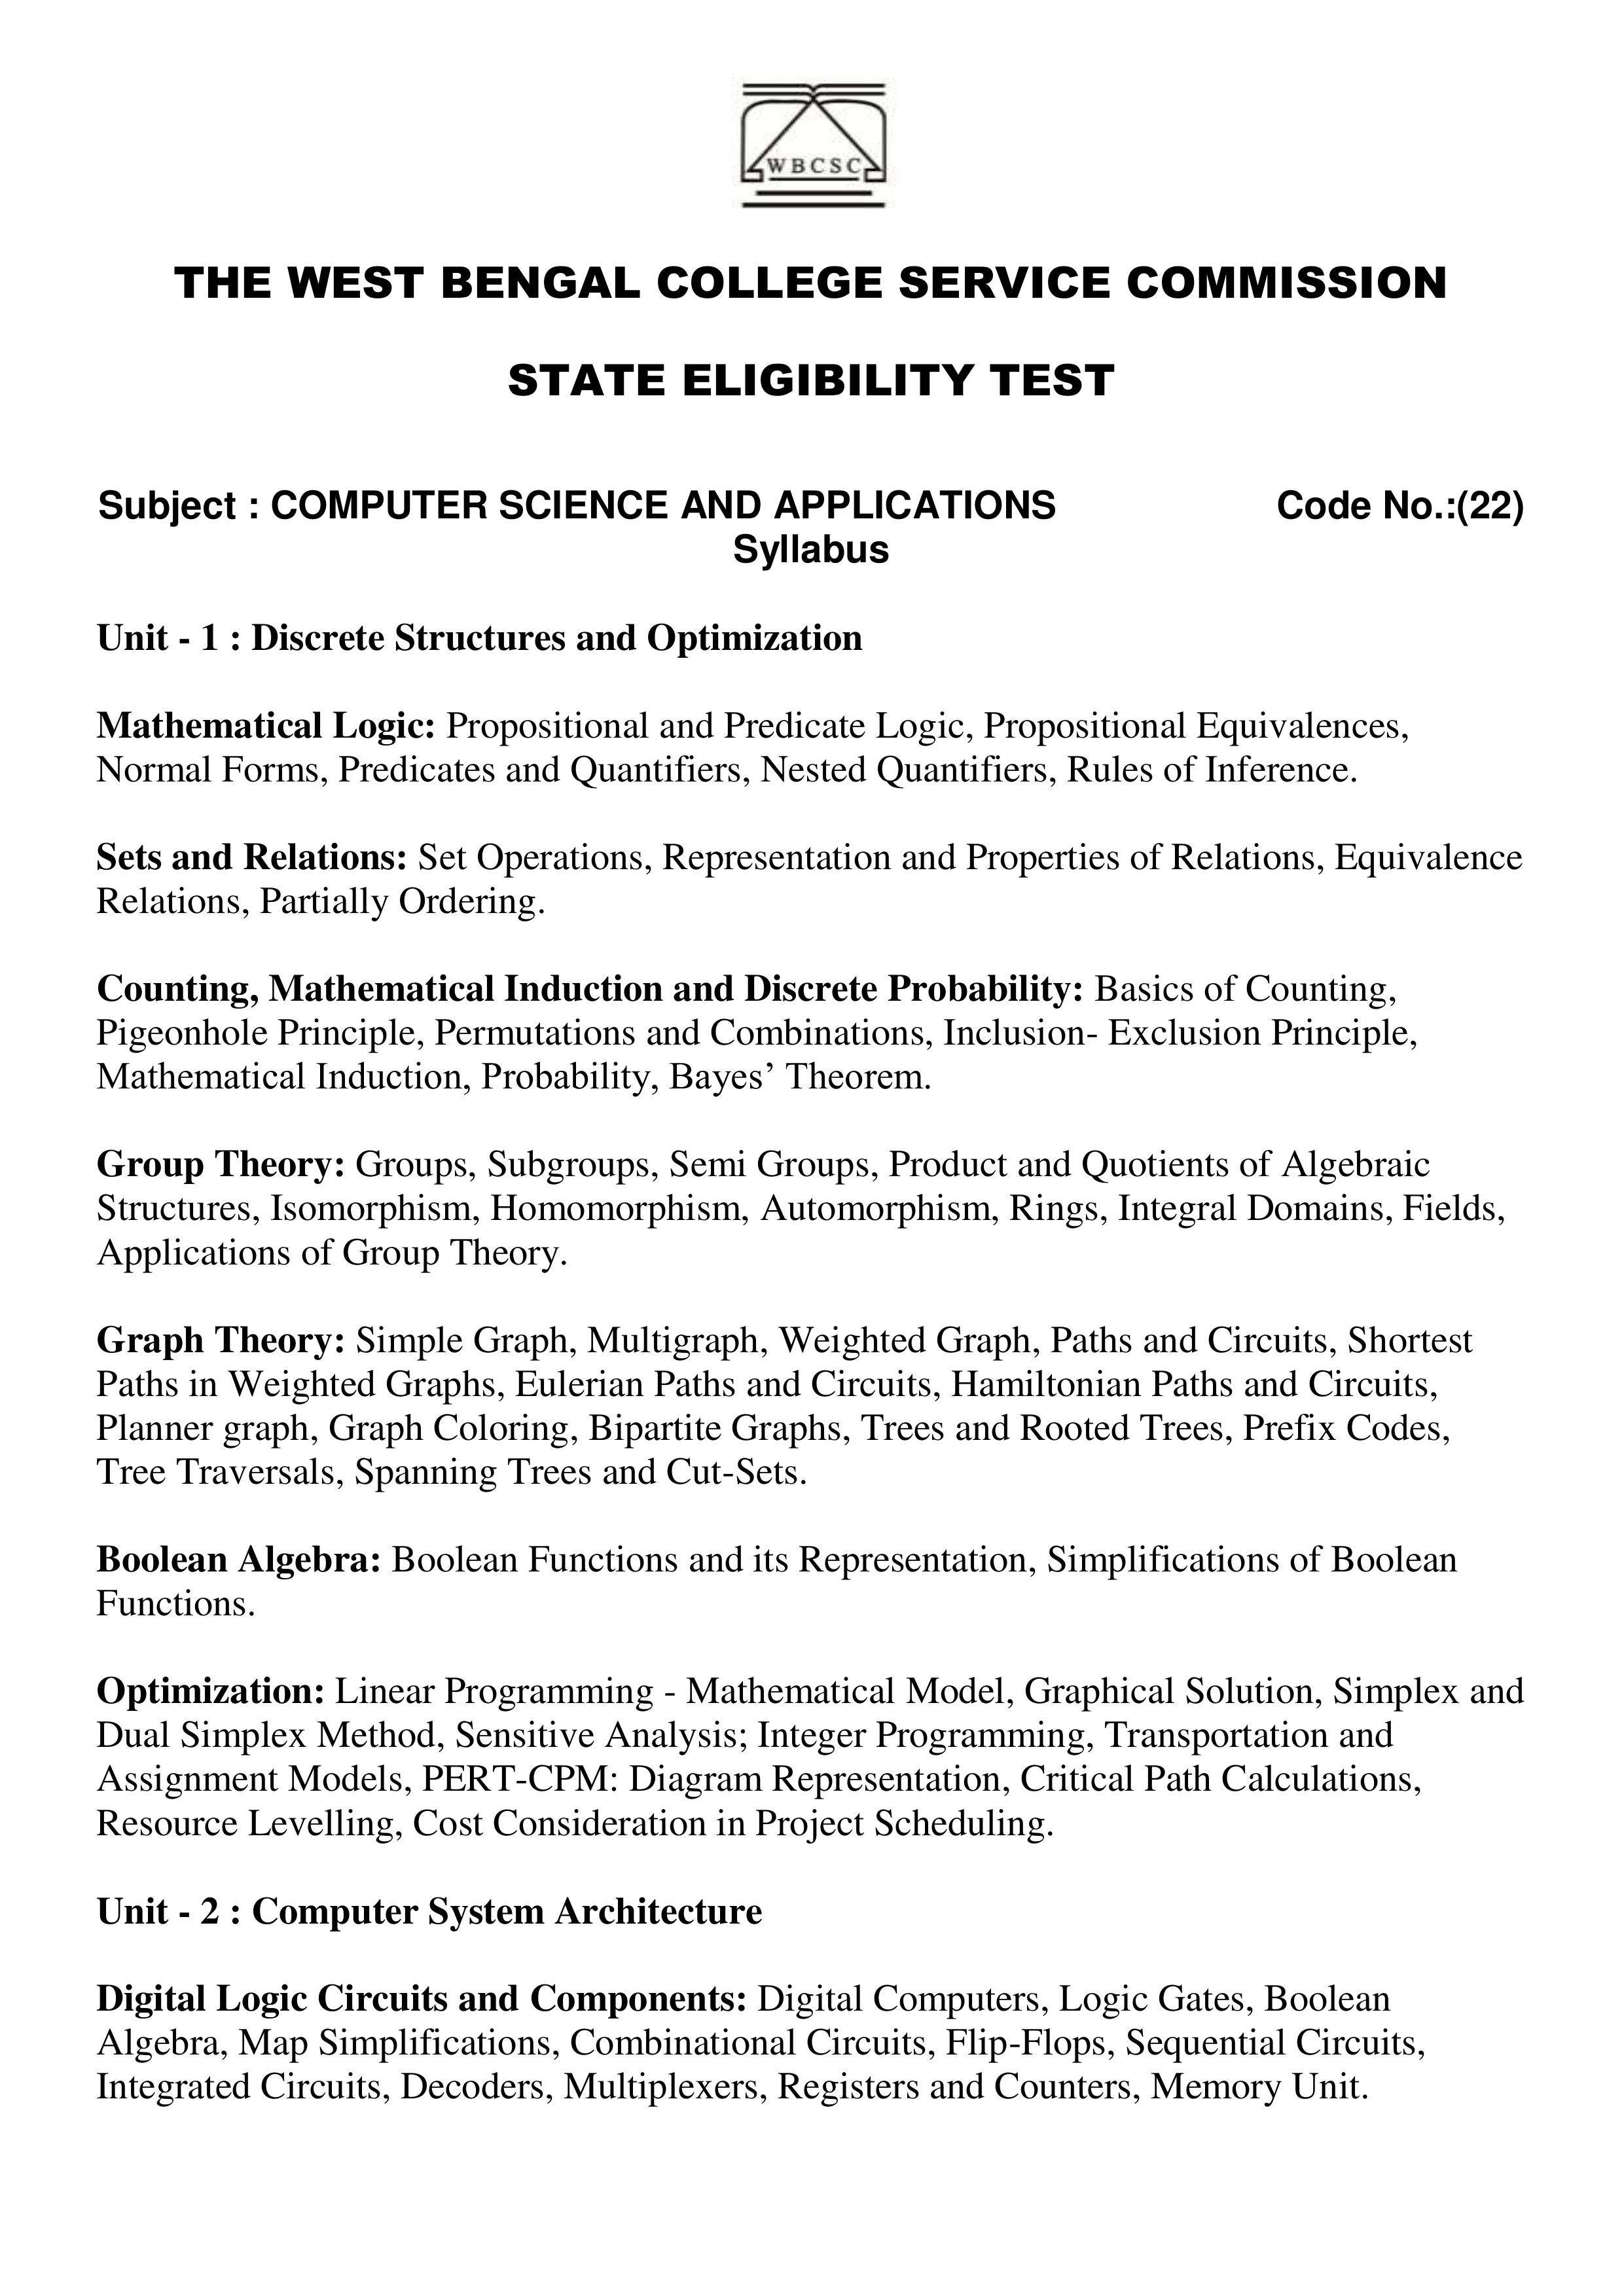 WBCSC
THE WEST BENGAL COLLEGE SERVICE COMMISSION
STATE ELIGIBILITY TEST
Subject : COMPUTER SCIENCE AND APPLICATIONS Code No.:(22)
Syllabus
Unit - 1 : Discrete Structures and Optimization
Mathematical Logic: Propositional and Predicate Logic, Propositional Equivalences,
Normal Forms, Predicates and Quantifiers, Nested Quantifiers, Rules of Inference.
Sets and Relations: Set Operations, Representation and Properties of Relations, Equivalence
Relations, Partially Ordering.
Counting, Mathematical Induction and Discrete Probability: Basics of Counting,
Pigeonhole Principle, Permutations and Combinations, Inclusion- Exclusion Principle,
Mathematical Induction, Probability, Bayes’ Theorem.
Group Theory: Groups, Subgroups, Semi Groups, Product and Quotients of Algebraic
Structures, Isomorphism, Homomorphism, Automorphism, Rings, Integral Domains, Fields,
Applications of Group Theory.
Graph Theory: Simple Graph, Multigraph, Weighted Graph, Paths and Circuits, Shortest
Paths in Weighted Graphs, Eulerian Paths and Circuits, Hamiltonian Paths and Circuits,
Planner graph, Graph Coloring, Bipartite Graphs, Trees and Rooted Trees, Prefix Codes,
Tree Traversals, Spanning Trees and Cut-Sets.
Boolean Algebra: Boolean Functions and its Representation, Simplifications of Boolean
Functions.
Optimization: Linear Programming - Mathematical Model, Graphical Solution, Simplex and
Dual Simplex Method, Sensitive Analysis; Integer Programming, Transportation and
Assignment Models, PERT-CPM: Diagram Representation, Critical Path Calculations,
Resource Levelling, Cost Consideration in Project Scheduling.
Unit - 2 : Computer System Architecture
Digital Logic Circuits and Components: Digital Computers, Logic Gates, Boolean
Algebra, Map Simplifications, Combinational Circuits, Flip-Flops, Sequential Circuits,
Integrated Circuits, Decoders, Multiplexers, Registers and Counters, Memory Unit.